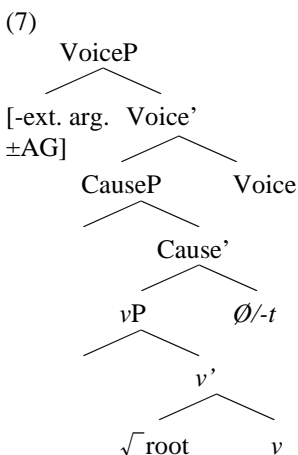 (7)
VoiceP
[-ext. arg. Voice’
±AG]
CauseP Voice
Cause’
vP Ø/-t
v’
√root v